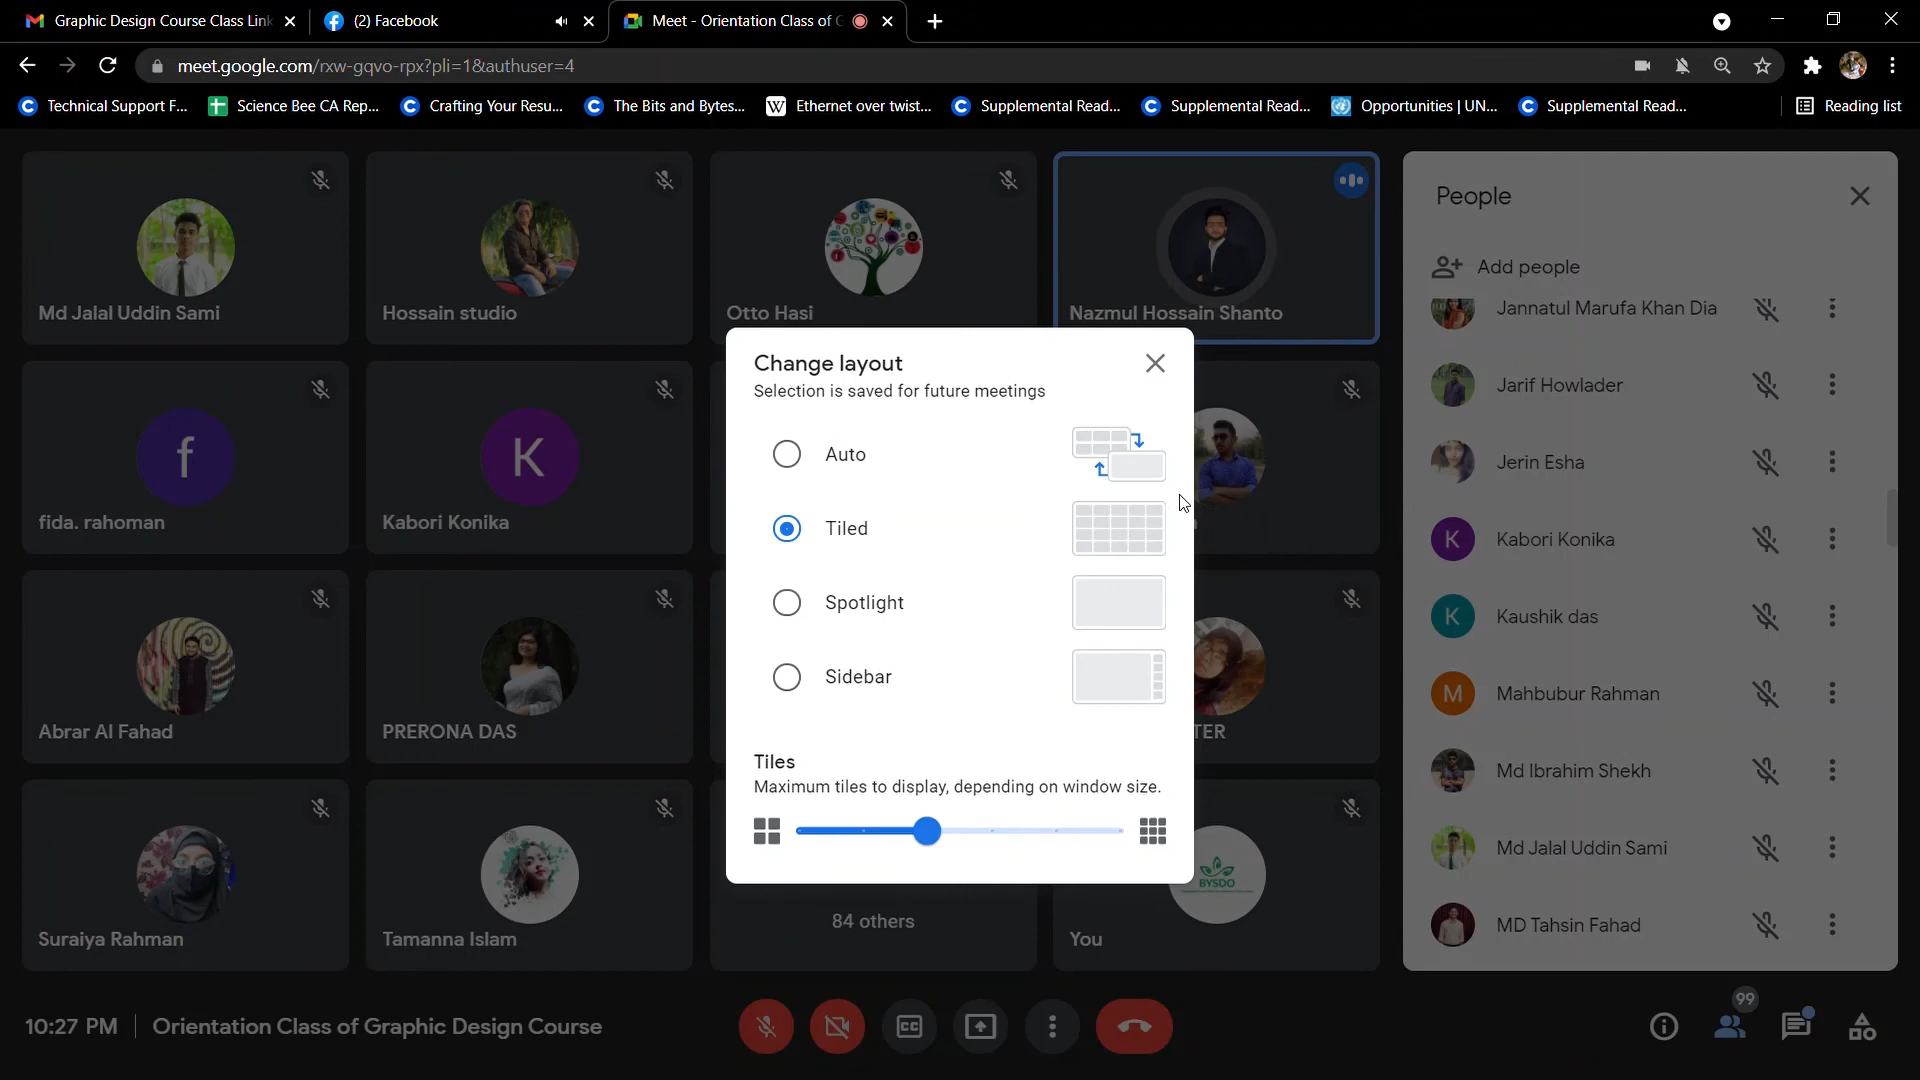 Graphic Design Course Class Link
(2) Facebook
Meet - Orientation Class of G
meet.google.com/rxw-gqvo-rpx?pli=1&authuser=4
Technical Support F...
Science Bee CA Rep...
Crafting Your Resu...
The Bits and Bytes...
W Ethernet over twist...
Supplemental Read...
Supplemental Read...
Opportunities | UN...
Supplemental Read...
Reading list
Md Jalal Uddin Sami
Hossain studio
Otto Hasi
Nazmul Hossain Shanto
f
fida. rahoman
K
Kabori Konika
Abrar Al Fahad
PRERONA DAS
TER
Suraiya Rahman
Tamanna Islam
84 others
BYSDO
You
Change layout
Selection is saved for future meetings
Auto
Tiled
Spotlight
Sidebar
Tiles
Maximum tiles to display, depending on window size.
People
Add people
Jannatul Marufa Khan Dia
Jarif Howlader
Jerin Esha
K Kabori Konika
K Kaushik das
M Mahbubur Rahman
Md Ibrahim Shekh
Md Jalal Uddin Sami
MD Tahsin Fahad
10:27 PM | Orientation Class of Graphic Design Course
CC
99